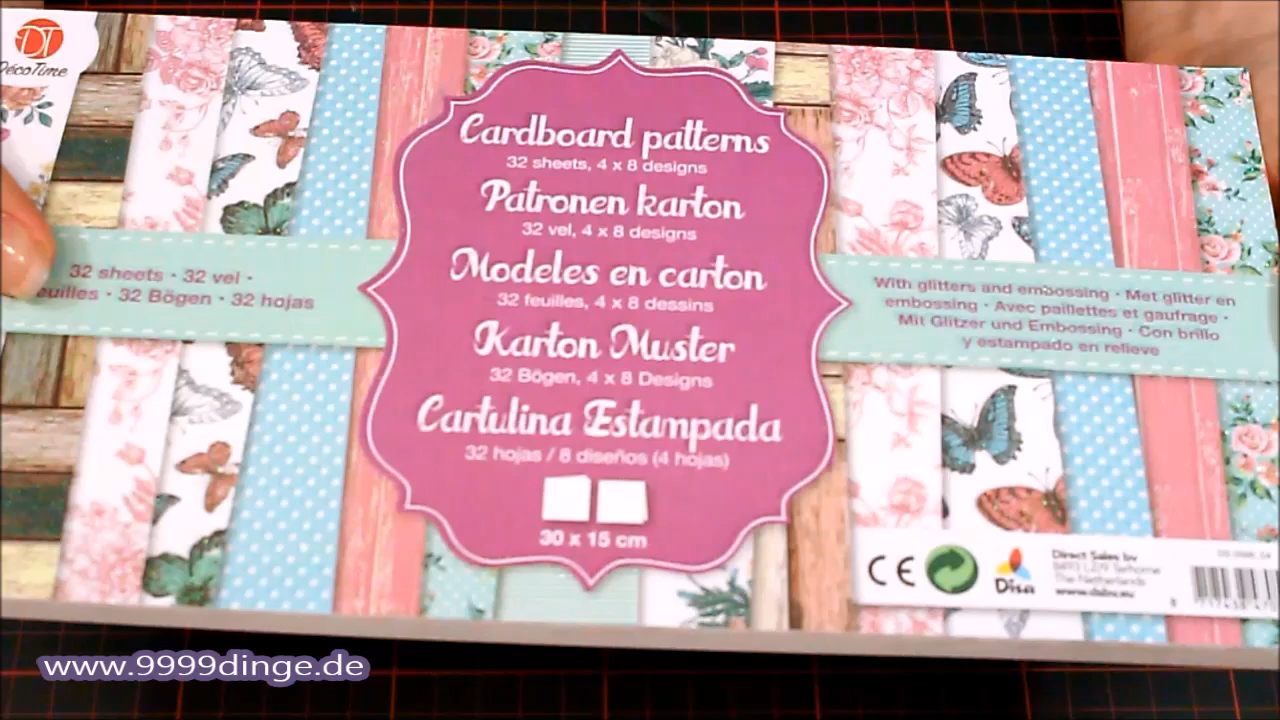 DT
DécoTime
Cardboard patterns
32 sheets, 4 x 8 designs
Patronen karton
32 vel, 4 x 8 designs
Modeles en carton
32 feuilles, 4 x 8 dessins
Karton Muster
32 Bögen, 4 x 8 Designs
Cartulina Estampada
32 hojas / 8 diseños (4 hojas)
30 x 15 cm
32 sheets · 32 vel ·
euilles · 32 Bögen · 32 hojas
With glitters and embossing · Met glitter en
embossing · Avec paillettes et gaufrage ·
Mit Glitzer und Embossing · Con brillo
y estampado en relieve
CE
Disa
Direct Sales bv
The Netherlands
www.9999dinge.de